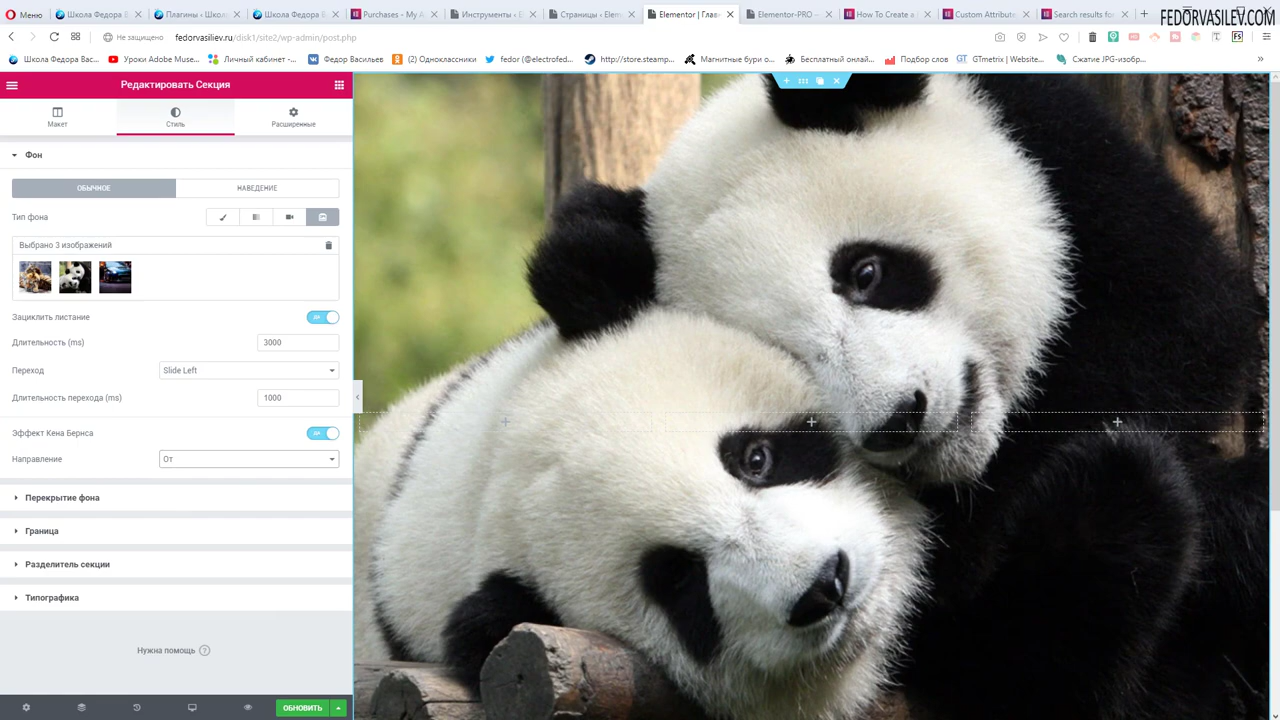 Меню
Школа Федора В
Плагины ‹ Школ
Школа Федора В
Purchases - My A
Инструменты ‹ E
Страницы ‹ Elem
Elementor | Глав
Elementor-PRO –
How To Create a
Custom Attribute
Search results fo
FEDORVASILEV.COM
Не защищено
fedorvasiliev.ru/disk1/site2/wp-admin/post.php
Школа Федора Вас...
Уроки Adobe Muse...
Личный кабинет -...
Федор Васильев
(2) Одноклассники
fedor (@electrofed...
http://store.steamp...
Магнитные бури о...
Бесплатный онлай...
Подбор слов
GTmetrix | Website...
Сжатие JPG-изобр...
Редактировать Секция
Макет
Стиль
Расширенные
Фон
ОБЫЧНОЕ
НАВЕДЕНИЕ
Тип фона
Выбрано 3 изображений
Зациклить листание
ДА
Длительность (ms)
3000
Переход
Slide Left
Длительность перехода (ms)
1000
Эффект Кена Бернса
ДА
Направление
От
Перекрытие фона
Граница
Разделитель секции
Типографика
Нужна помощь
ОБНОВИТЬ